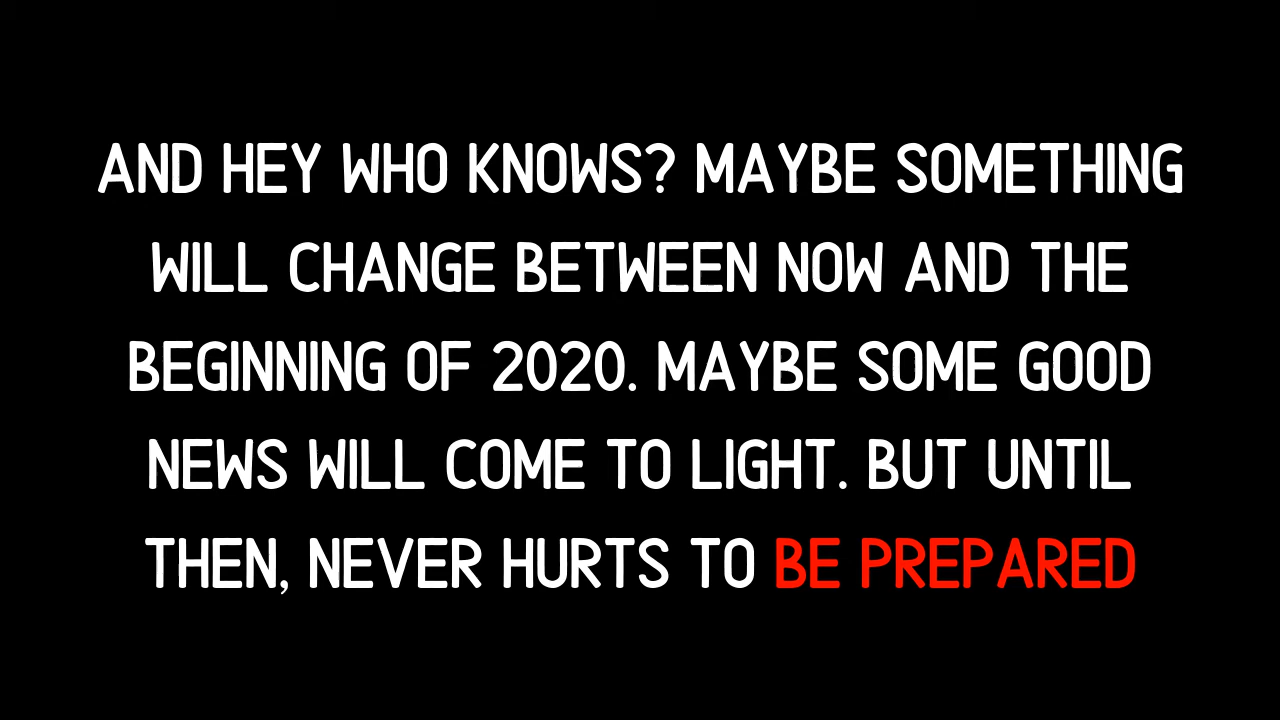 AND HEY WHO KNOWS? MAYBE SOMETHING
WILL CHANGE BETWEEN NOW AND THE
BEGINNING OF 2020. MAYBE SOME GOOD
NEWS WILL COME TO LIGHT. BUT UNTIL
THEN, NEVER HURTS TO BE PREPARED